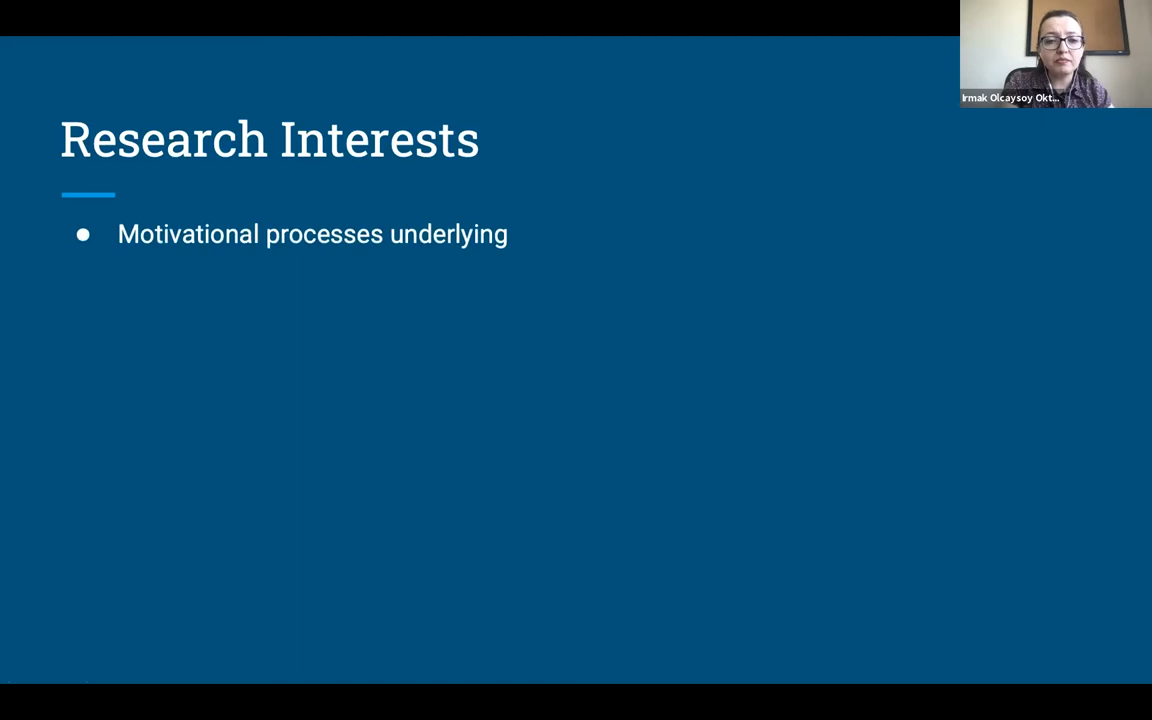 Irmak Olcaysoy Okt...
Research Interests
● Motivational processes underlying